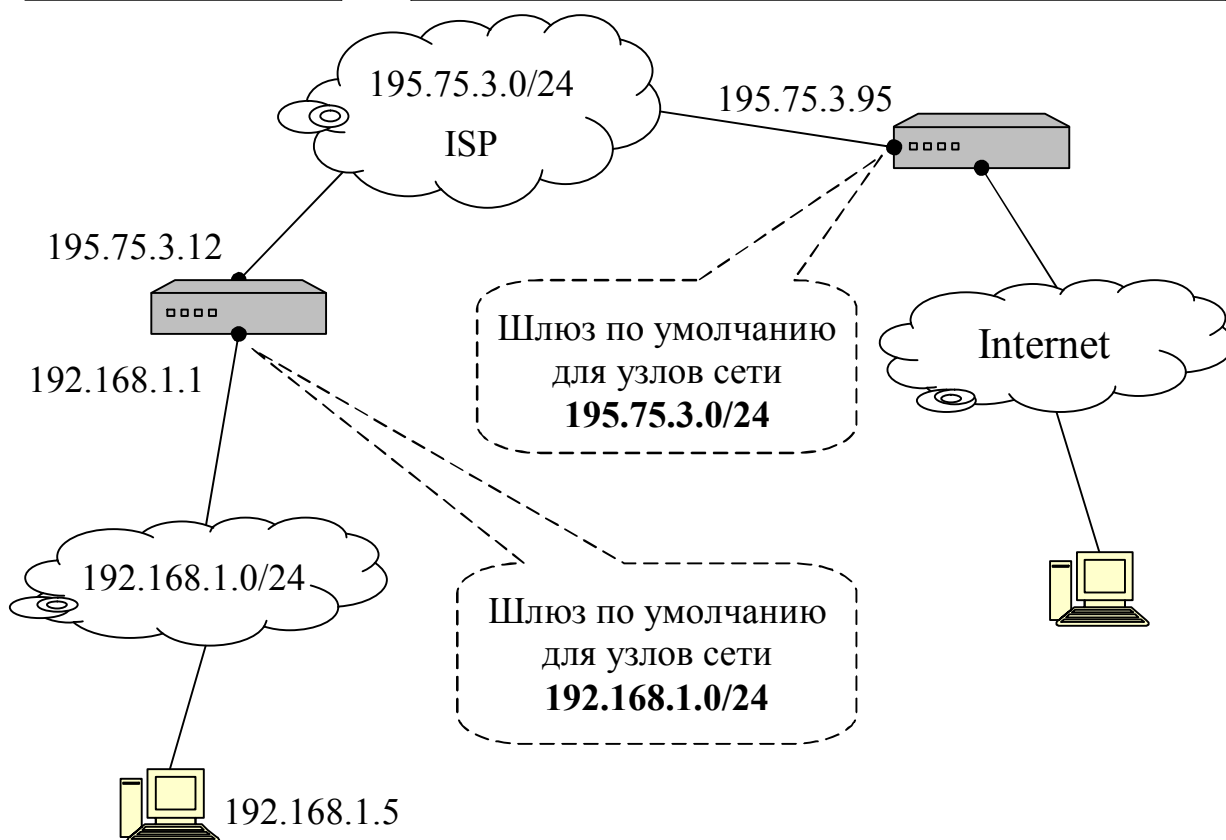 195.75.3.0/24
ISP
195.75.3.95
195.75.3.12
192.168.1.1
Шлюз по умолчанию
для узлов сети
195.75.3.0/24
Internet
192.168.1.0/24
Шлюз по умолчанию
для узлов сети
192.168.1.0/24
192.168.1.5